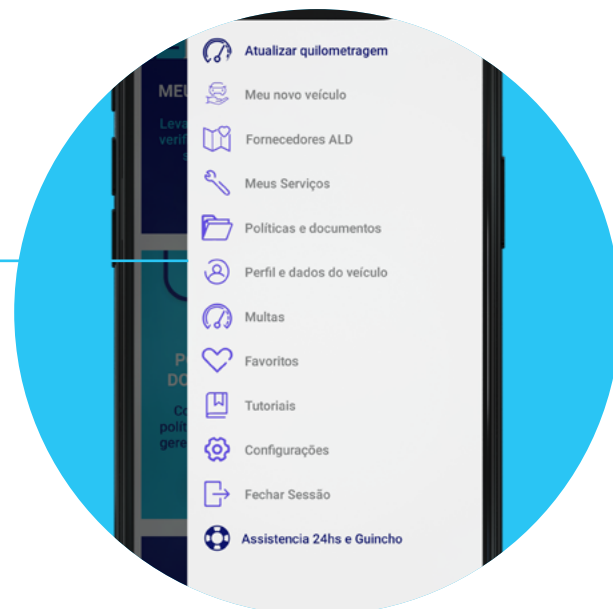 Atualizar quilometragem
Meu novo veículo
Fornecedores ALD
Meus Serviços
Políticas e documentos
Perfil e dados do veículo
Multas
Favoritos
Tutoriais
Configurações
Fechar Sessão
Assistencia 24hs e Guincho